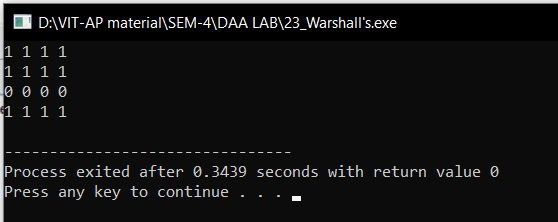 D:\VIT-AP material\SEM-4\DAA LAB\23_Warshall's.exe
1 1 1 1
1 1 1 1
0 0 0 0
1 1 1 1
--------------------------------
Process exited after 0.3439 seconds with return value 0
Press any key to continue . . .